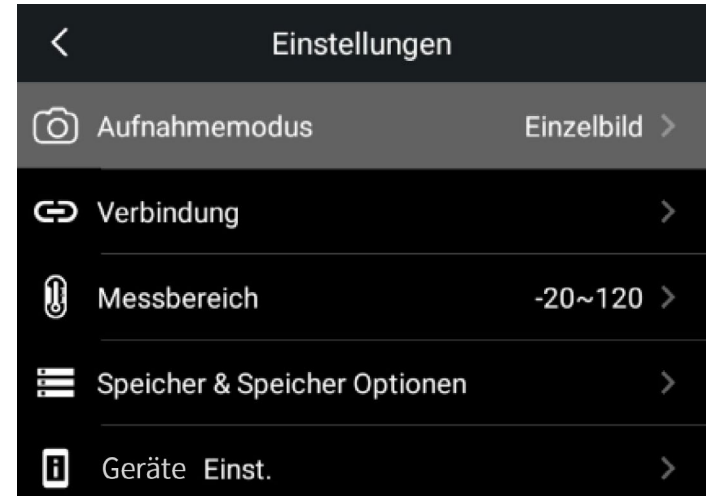 Einstellungen
Aufnahmemodus Einzelbild
Verbindung
Messbereich -20~120
Speicher & Speicher Optionen
Geräte Einst.